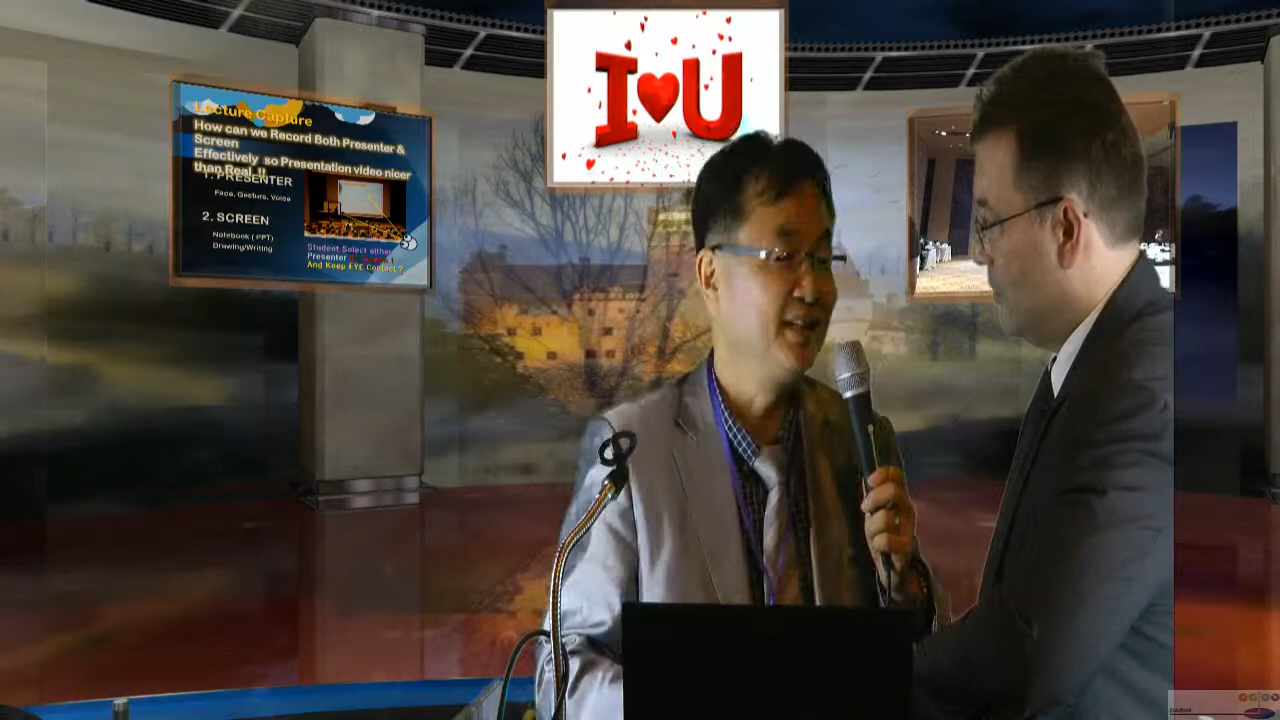 I U
Lecture Capture
How can we Record Both Presenter &
Screen
Effectively so Presentation video nicer
than Real !!
1. PRESENTER
Face, Gesture, Voice
2. SCREEN
Notebook (PPT)
Drawing/Writing
Student Select either
Presenter
And Keep EYE Contact ?